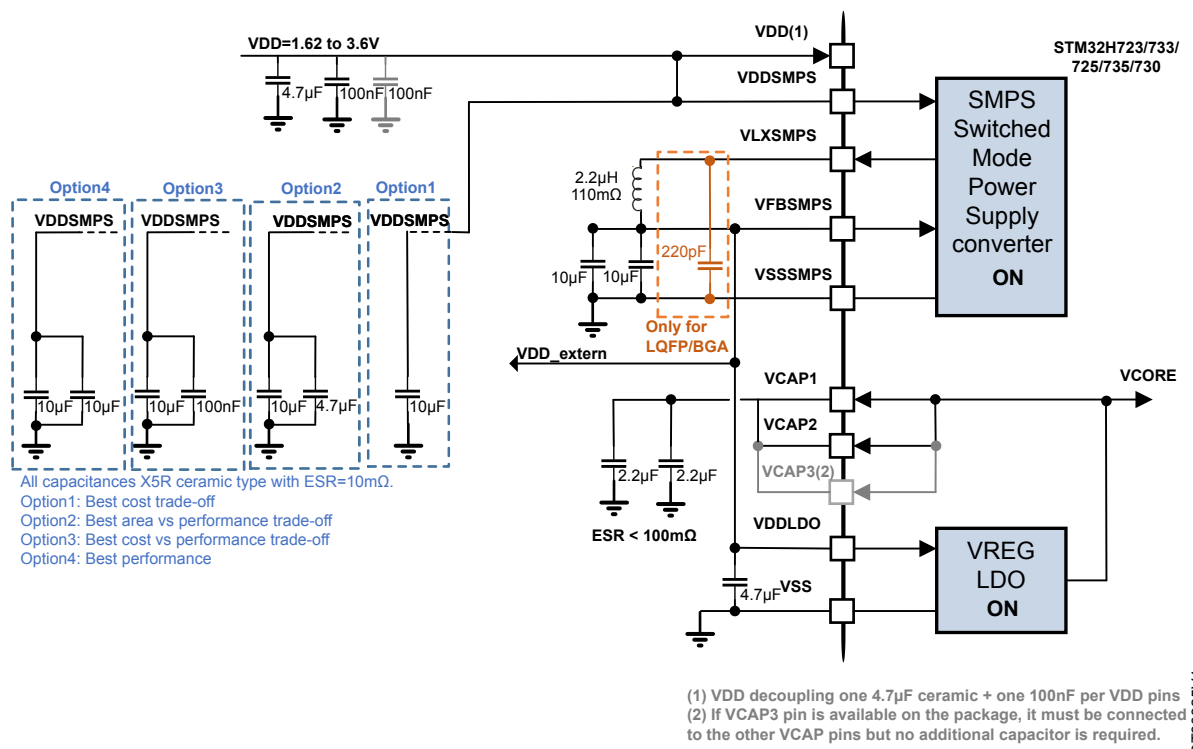 VDD(1)
VDD=1.62 to 3.6V
STM32H723/733/
725/735/730
VDDSMPS
4.7µF
100nF
100nF
SMPS
Switched
Mode
Power
Supply
converter
ON
VLXSMPS
2.2µH
110mΩ
Option4
Option3
Option2
Option1
VDDSMPS
VDDSMPS
VDDSMPS
VDDSMPS
VFBSMPS
220pF
10µF
10µF
VSSSMPS
Only for
LQFP/BGA
VDD_extern
VCAP1
VCORE
10µF
10µF
10µF
100nF
10µF
4.7µF
10µF
VCAP2
VCAP3(2)
2.2µF
2.2µF
ESR < 100mΩ
All capacitances X5R ceramic type with ESR=10mΩ.
Option1: Best cost trade-off
Option2: Best area vs performance trade-off
Option3: Best cost vs performance trade-off
Option4: Best performance
VDDLDO
VREG
LDO
ON
4.7µF
VSS
(1) VDD decoupling one 4.7µF ceramic + one 100nF per VDD pins
(2) If VCAP3 pin is available on the package, it must be connected
to the other VCAP pins but no additional capacitor is required.